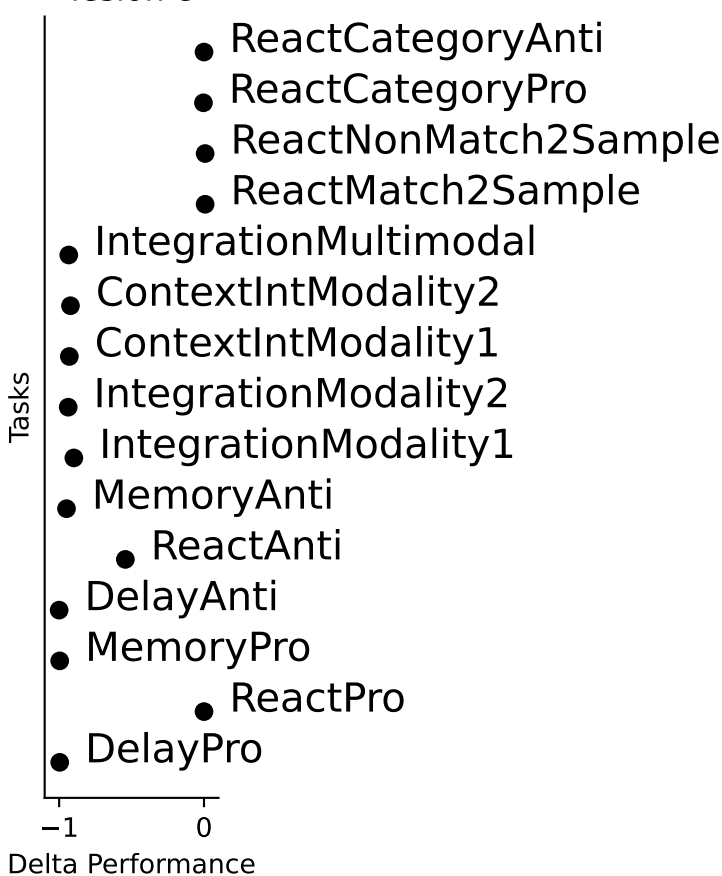 ReactCategoryAnti
ReactCategoryPro
ReactNonMatch2Sample
ReactMatch2Sample
IntegrationMultimodal
ContextIntModality2
ContextIntModality1
IntegrationModality2
IntegrationModality1
MemoryAnti
ReactAnti
DelayAnti
MemoryPro
ReactPro
DelayPro
Tasks
−1 0
Delta Performance